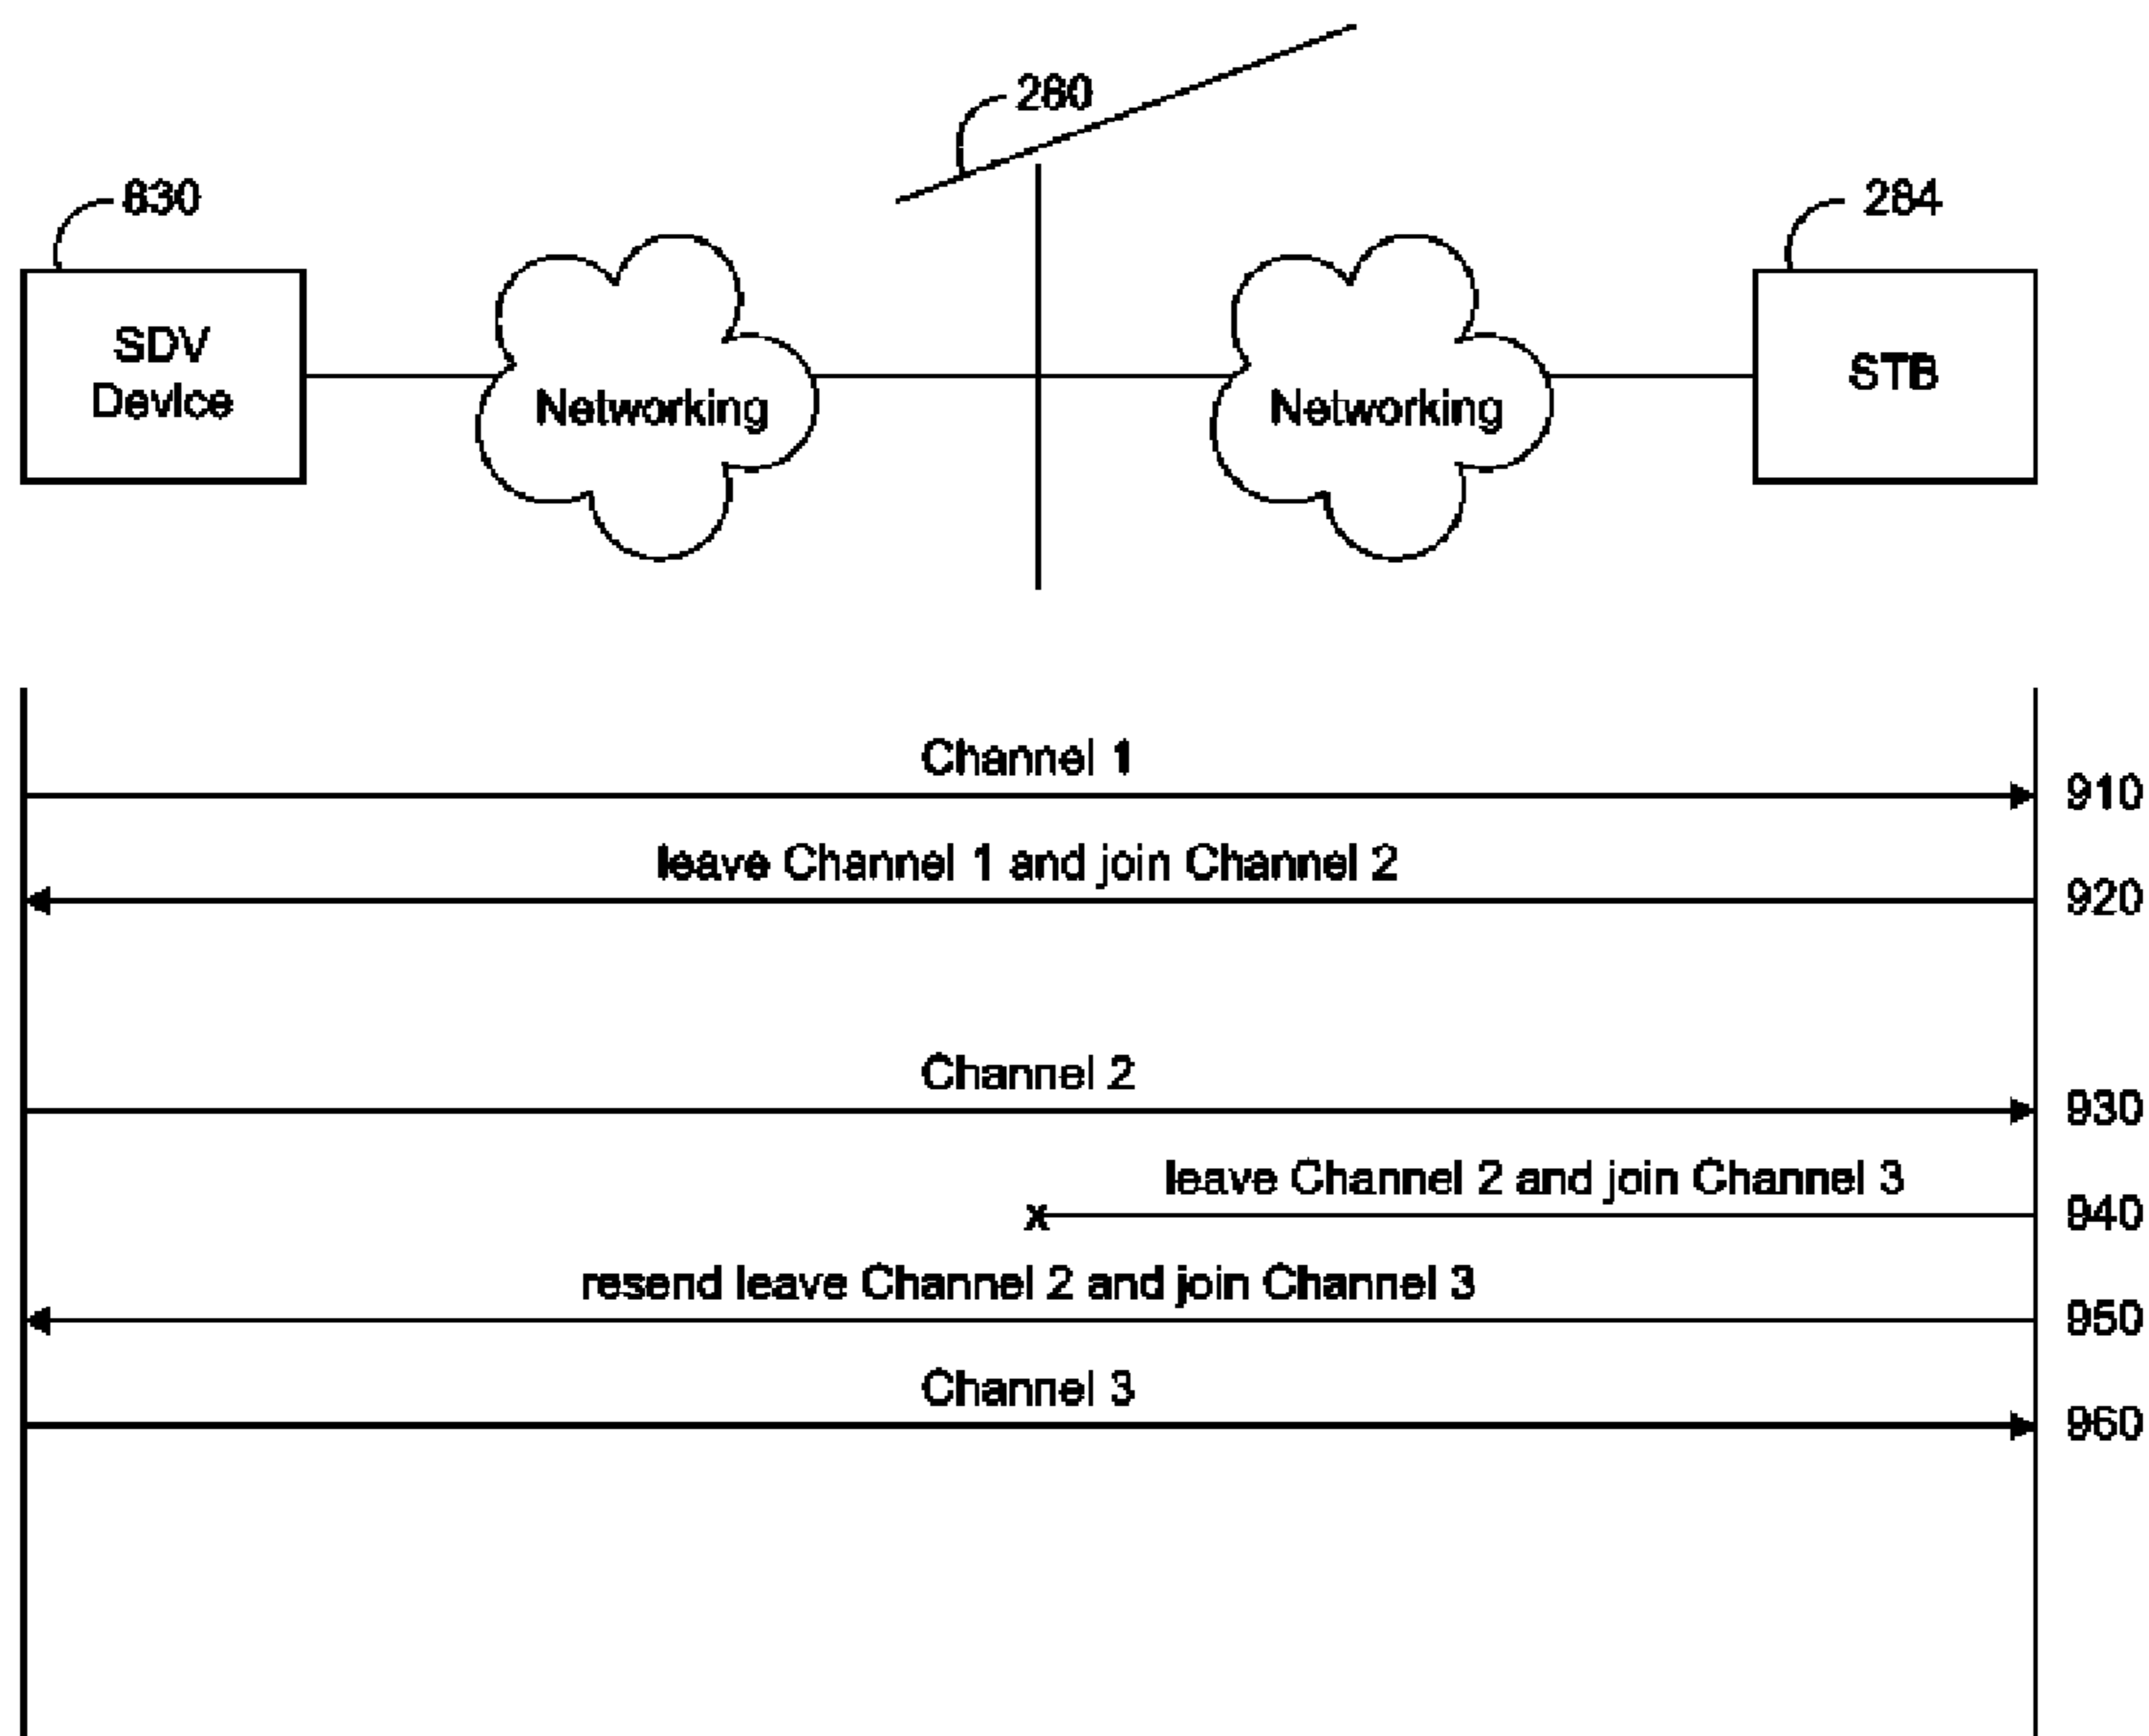 260
630
284
SDV
Device
Networking
Networking
STB
Channel 1
910
leave Channel 1 and join Channel 2
920
Channel 2
930
leave Channel 2 and join Channel 3
940
resend leave Channel 2 and join Channel 3
950
Channel 3
960